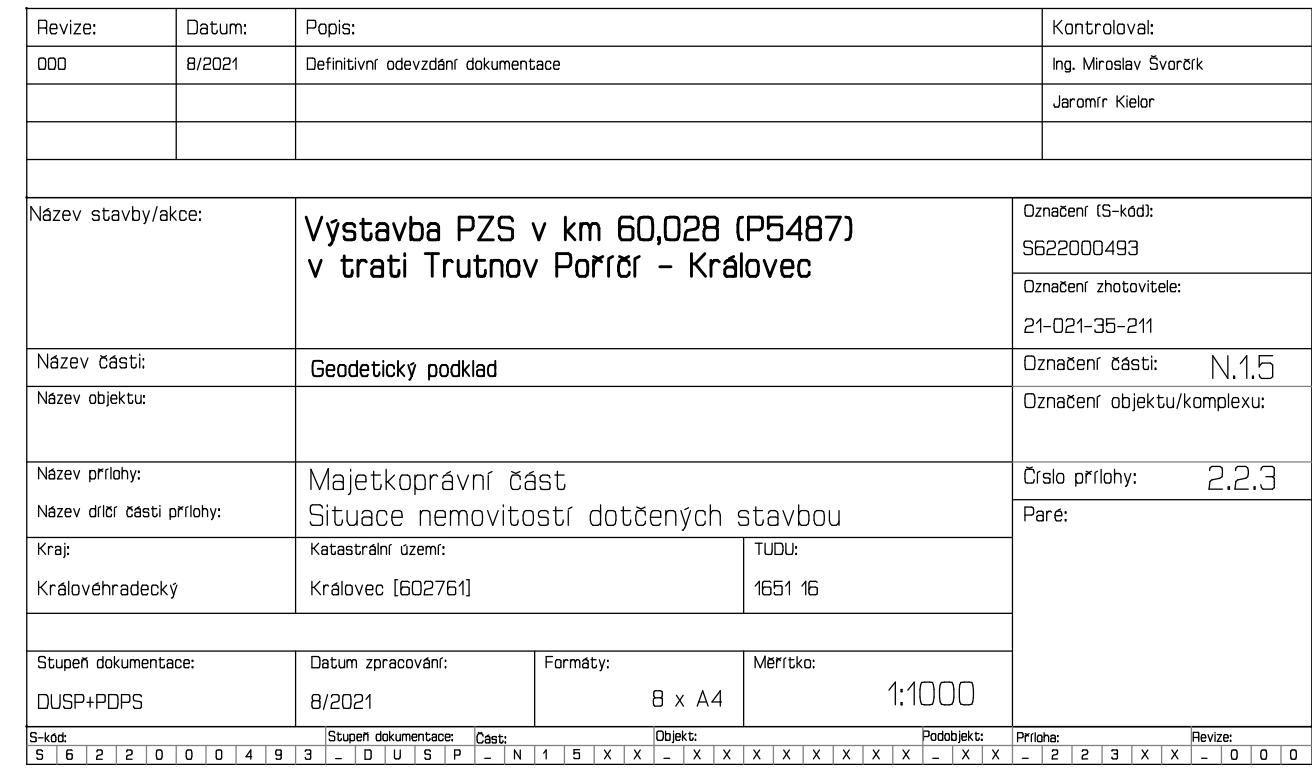 Revize: Datum: Popis: Kontroloval:
000 8/2021 Definitivní odevzdání dokumentace Ing. Miroslav Švorčík
Jaromír Kielor
Název stavby/akce: Výstavba PZS v km 60,028 (P5487)
v trati Trutnov Poříčí – Královec
Označení (S-kód):
S622000493
Označení zhotovitele:
21-021-35-211
Název části: Geodetický podklad Označení části: N.1.5
Název objektu: Označení objektu/komplexu:
Název přílohy: Majetkoprávní část Číslo přílohy: 2.2.3
Název dílčí části přílohy: Situace nemovitostí dotčených stavbou Paré:
Kraj: Katastrální území: TUDU:
Královéhradecký Královec [602761] 1651 16
Stupeň dokumentace: Datum zpracování: Formáty: Měřítko:
DUSP+PDPS 8/2021 8 x A4 1:1000
S-kód: Stupeň dokumentace: Část: Objekt: Podobjekt: Příloha: Revize:
S 6 2 2 0 0 0 4 9 3 _ D U S P _ N 1 5 X X _ X X X X X X X X _ X X _ 2 2 3 X X _ 0 0 0